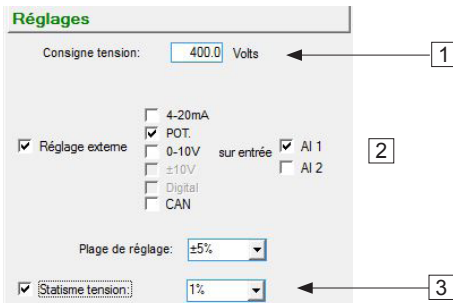 Réglages
Consigne tension: 400.0 Volts
1
4-20mA
POT.
Réglage externe 0-10V sur entrée AI 1
2
±10V AI 2
Digital
CAN
Plage de réglage: ±5%
Statisme tension: 1%
3